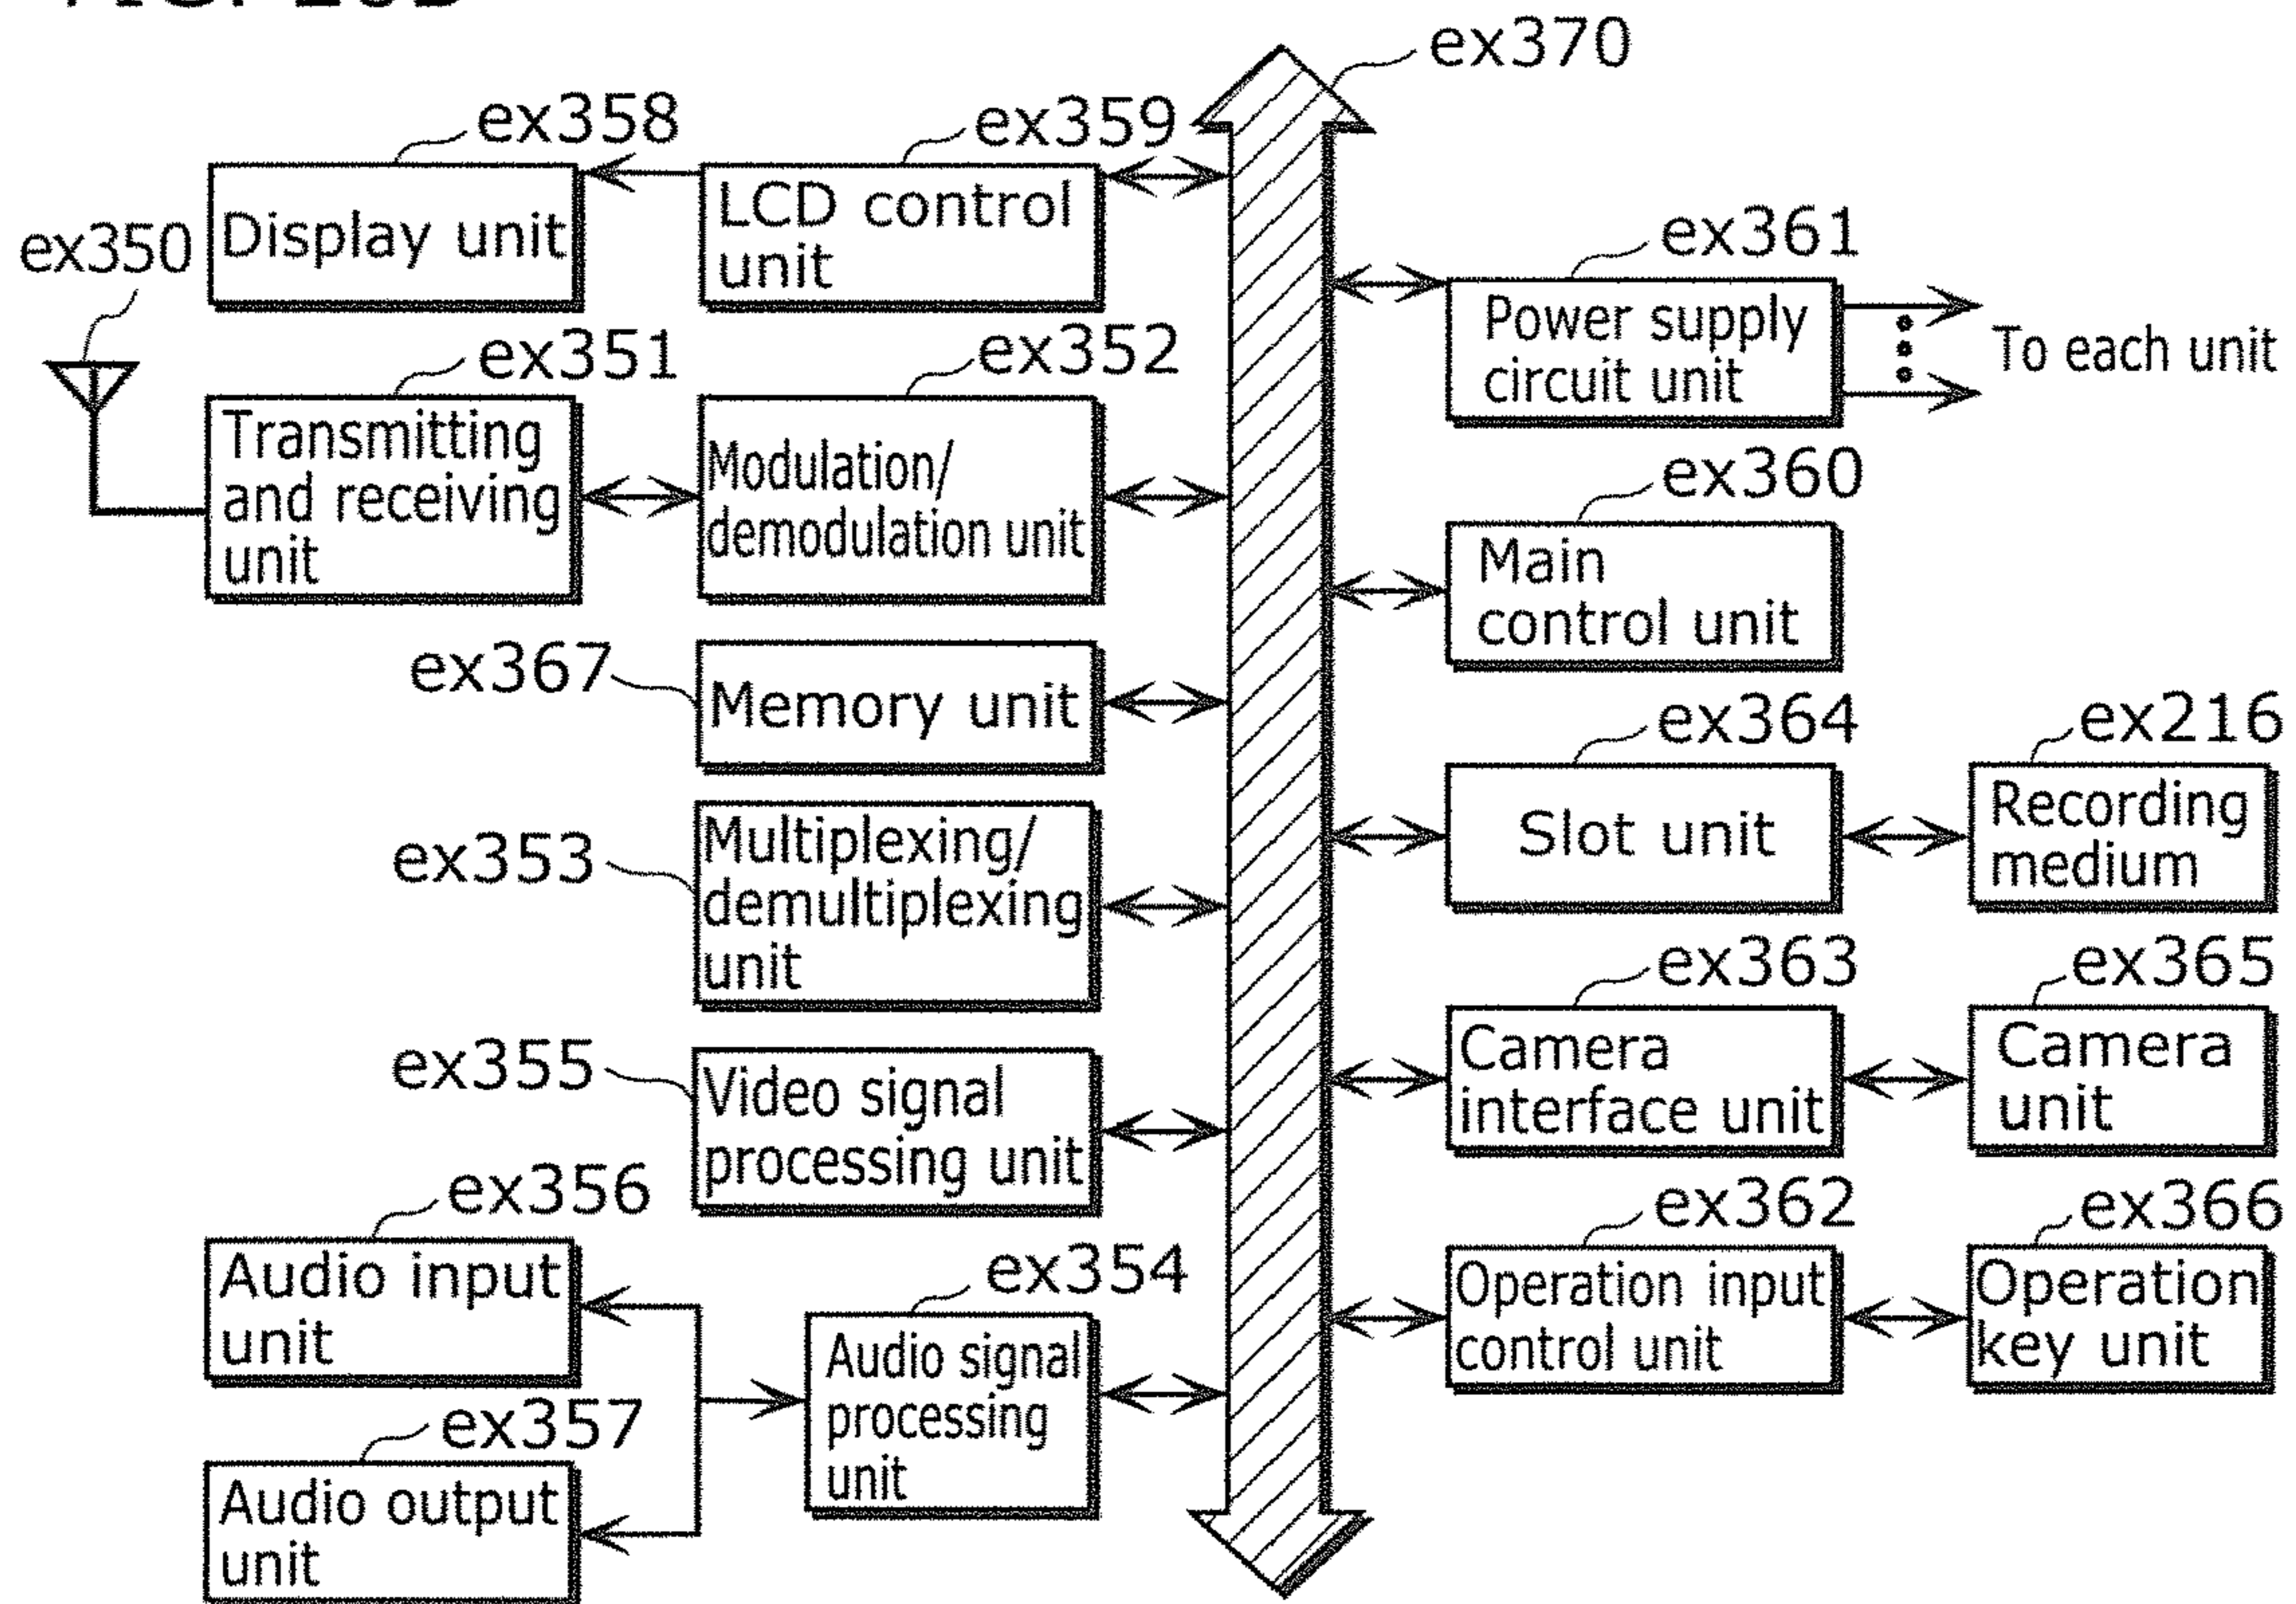 ex370
ex358
ex359
Display unit
LCD control
unit
ex350
ex361
Power supply
circuit unit
To each unit
ex351
ex352
Transmitting
and receiving
unit
Modulation/
demodulation unit
ex360
Main
control unit
ex367
Memory unit
ex364
Slot unit
ex216
Recording
medium
ex353
Multiplexing/
demultiplexing
unit
ex363
Camera
interface unit
ex365
Camera
unit
ex355
Video signal
processing unit
ex356
Audio input
unit
ex362
Operation input
control unit
ex366
Operation
key unit
ex354
Audio signal
processing
unit
ex357
Audio output
unit